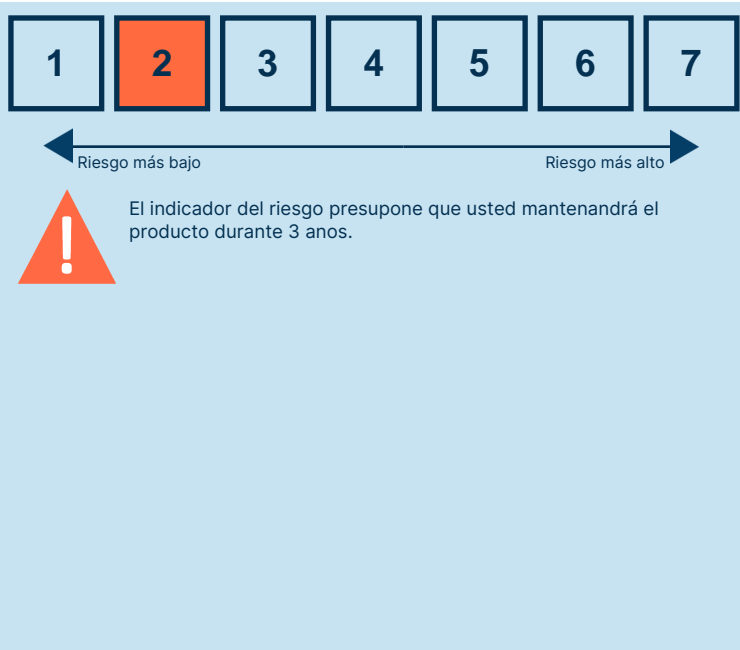 1 2 3 4 5 6 7
Riesgo más bajo Riesgo más alto
El indicador del riesgo presupone que usted mantenandrá el
producto durante 3 anos.